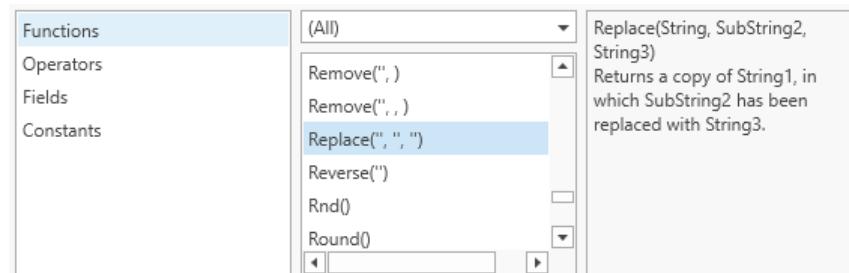 Functions
Operators
Fields
Constants
(All)
Remove('', )
Remove('', , )
Replace('', '', '')
Reverse('')
Rnd()
Round()
Replace(String, SubString2,
String3)
Returns a copy of String1, in
which SubString2 has been
replaced with String3.